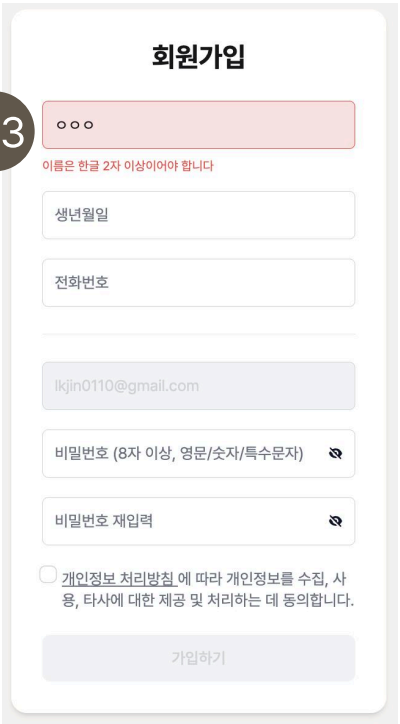 회원가입
3
ㅇㅇㅇ
이름은 한글 2자 이상이어야 합니다
생년월일
전화번호
lkjin0110@gmail.com
비밀번호 (8자 이상, 영문/숫자/특수문자)
비밀번호 재입력
개인정보 처리방침 에 따라 개인정보를 수집, 사
용, 타사에 대한 제공 및 처리하는 데 동의합니다.
가입하기